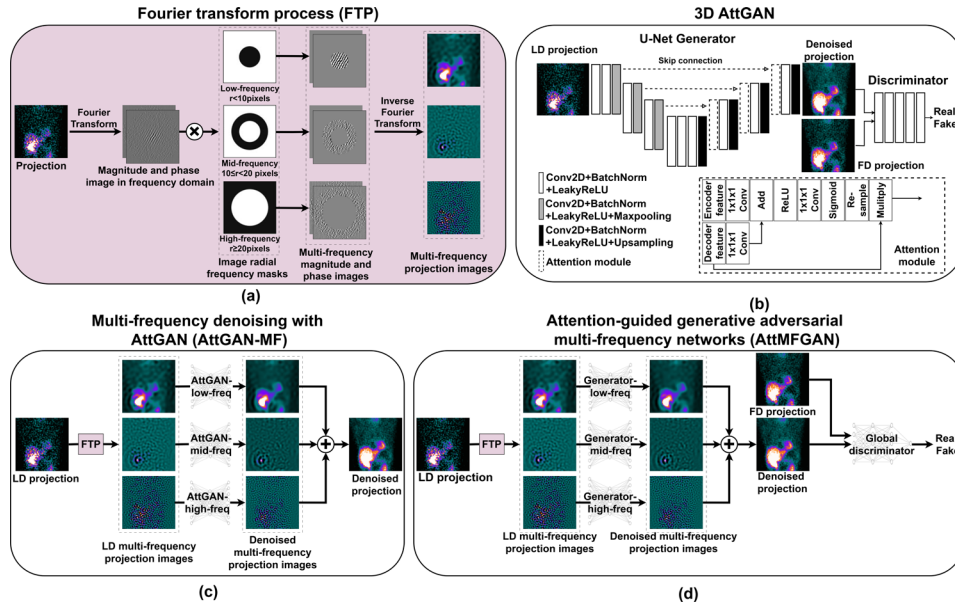 Fourier transform process (FTP)
Projection
Fourier
Transform
Magnitude and phase
image in frequency domain
Low-frequency
r<10pixels
Mid-frequency
10≤r<20 pixels
High-frequency
r≥20pixels
Image radial
frequency masks
Multi-frequency
magnitude and
phase images
Inverse
Fourier
Transform
Multi-frequency
projection images
(a)
3D AttGAN
U-Net Generator
LD projection
Skip connection
Denoised
projection
Discriminator
Real/
Fake
FD projection
Conv2D+BatchNorm
+LeakyReLU
Conv2D+BatchNorm
+LeakyReLU+Maxpooling
Conv2D+BatchNorm
+LeakyReLU+Upsampling
Attention module
Encoder
feature
1x1x1
Conv
Add
ReLU
1x1x1
Conv
Sigmoid
Re-
sample
Mulitply
Decoder
feature
1x1x1
Conv
Attention
module
(b)
Multi-frequency denoising with
AttGAN (AttGAN-MF)
LD projection
FTP
AttGAN-
low-freq
AttGAN-
mid-freq
AttGAN-
high-freq
LD multi-frequency
projection images
Denoised
multi-frequency
projection images
Denoised
projection
(c)
Attention-guided generative adversarial
multi-frequency networks (AttMFGAN)
LD projection
FTP
Generator-
low-freq
Generator-
mid-freq
Generator-
high-freq
LD multi-frequency
projection images
Denoised multi-frequency
projection images
FD projection
Denoised
projection
Global
discriminator
Real/
Fake
(d)